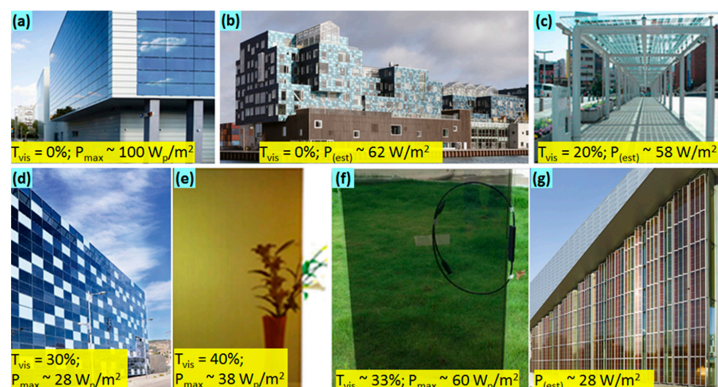 (a)
(b)
(c)
Tvis = 0%; Pmax ~ 100 Wp/m²
Tvis = 0%; P(est) ~ 62 W/m²
Tvis = 20%; P(est) ~ 58 W/m²
(d)
(e)
(f)
(g)
Tvis = 30%;
Pmax ~ 28 Wp/m²
Tvis = 40%;
Pmax ~ 38 Wp/m²
Tvis ~ 33%; Pmax ~ 60 Wp/m²
P(est) ~ 28 W/m²